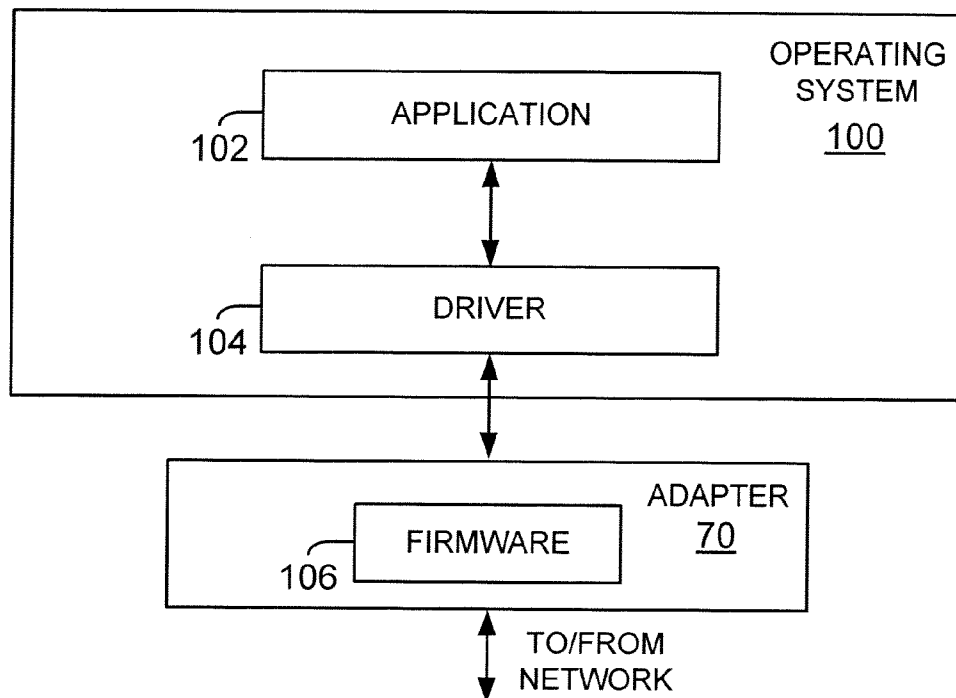 OPERATING
SYSTEM
100
APPLICATION
102
DRIVER
104
ADAPTER
70
FIRMWARE
106
TO/FROM
NETWORK